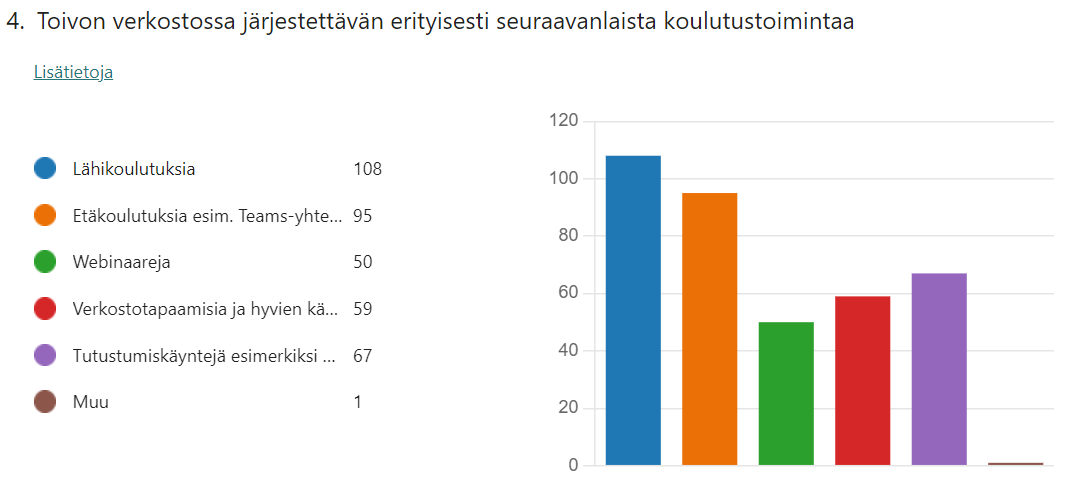 4. Toivon verkostossa järjestettävän erityisesti seuraavanlaista koulutustoimintaa
Lisätietoja
Lähikoulutuksia 108
Etäkoulutuksia esim. Teams-yhte... 95
Webinaareja 50
Verkostotapaamisia ja hyvien kä... 59
Tutustumiskäyntejä esimerkiksi ... 67
Muu 1
120
100
80
60
40
20
0